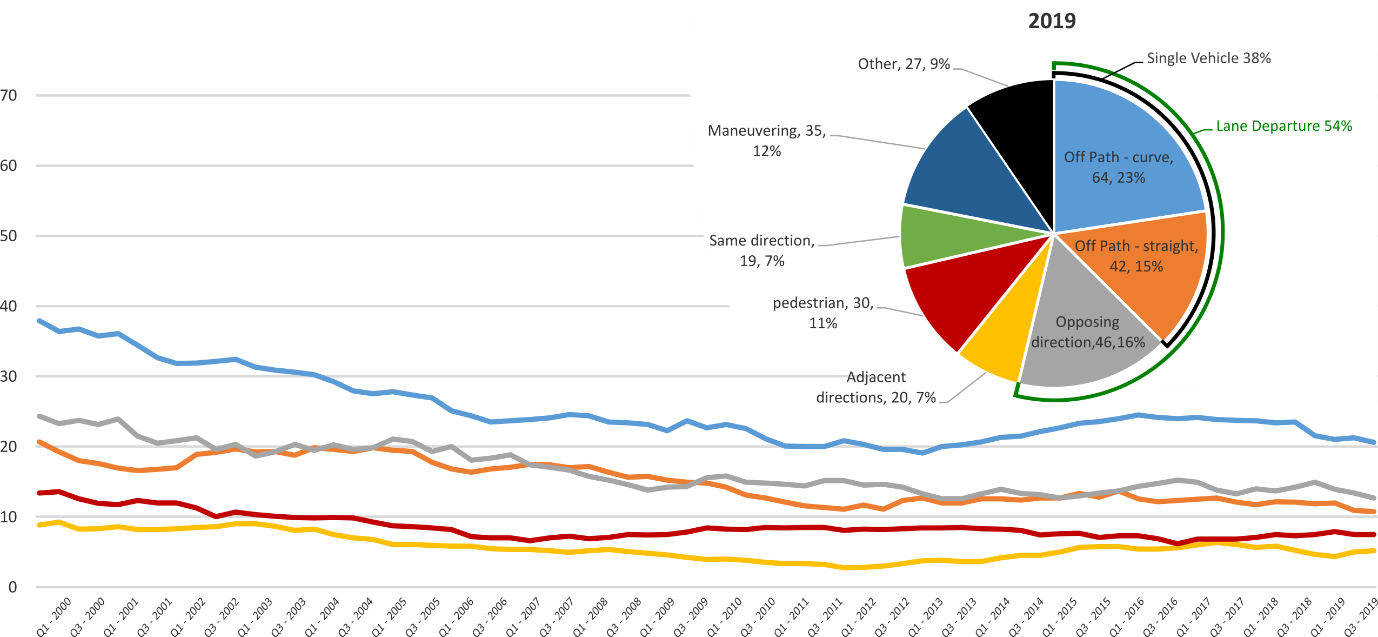 2019
Single Vehicle 38%
Other, 27, 9%
Lane Departure 54%
Maneuvering, 35,
12%
Off Path - curve,
64, 23%
Same direction,
19, 7%
Off Path - straight,
42, 15%
pedestrian, 30,
11%
Opposing
direction,46,16%
Adjacent
directions, 20, 7%
70
60
50
40
30
20
10
0
Q1 - 2000
Q3 - 2000
Q1 - 2001
Q3 - 2001
Q1 - 2002
Q3 - 2002
Q1 - 2003
Q3 - 2003
Q1 - 2004
Q3 - 2004
Q1 - 2005
Q3 - 2005
Q1 - 2006
Q3 - 2006
Q1 - 2007
Q3 - 2007
Q1 - 2008
Q3 - 2008
Q1 - 2009
Q3 - 2009
Q1 - 2010
Q3 - 2010
Q1 - 2011
Q3 - 2011
Q1 - 2012
Q3 - 2012
Q1 - 2013
Q3 - 2013
Q1 - 2014
Q3 - 2014
Q1 - 2015
Q3 - 2015
Q1 - 2016
Q3 - 2016
Q1 - 2017
Q3 - 2017
Q1 - 2018
Q3 - 2018
Q1 - 2019
Q3 - 2019